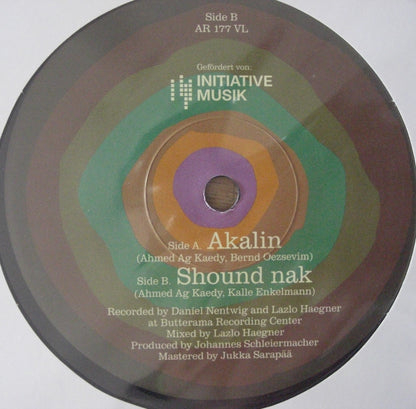 Side B
AR 177 VL
Gefördert von:
INITIATIVE
MUSIK
Side A. Akalin
(Ahmed Ag Kaedy, Bernd Oezsevim)
Side B. Shound nak
(Ahmed Ag Kaedy, Kalle Enkelmann)
Recorded by Daniel Nentwig and Lazlo Haegner
at Butterama Recording Center
Mixed by Lazlo Haegner
Produced by Johannes Schleiermacher
Mastered by Jukka Sarapää